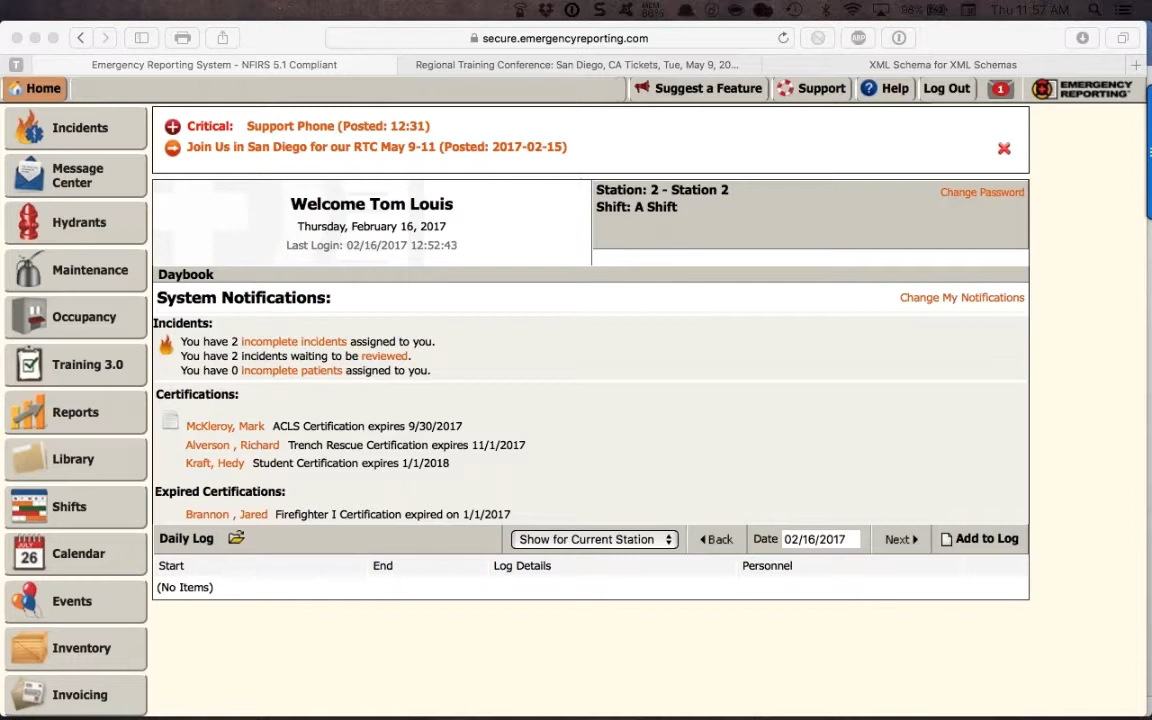 MEM
66%
98%
Thu 11:57 AM
secure.emergencyreporting.com
ABP
T
Emergency Reporting System - NFIRS 5.1 Compliant
Regional Training Conference: San Diego, CA Tickets, Tue, May 9, 20...
XML Schema for XML Schemas
Home
Suggest a Feature
Support
Help
Log Out
1
EMERGENCY
REPORTING
Incidents
Message
Center
Hydrants
Maintenance
Occupancy
Training 3.0
Reports
Library
Shifts
JULY
26
Calendar
Events
Inventory
Invoicing
Critical: Support Phone (Posted: 12:31)
Join Us in San Diego for our RTC May 9-11 (Posted: 2017-02-15)
Welcome Tom Louis
Thursday, February 16, 2017
Last Login: 02/16/2017 12:52:43
Station: 2 - Station 2
Shift: A Shift
Change Password
Daybook
System Notifications:
Change My Notifications
Incidents:
You have 2 incomplete incidents assigned to you.
You have 2 incidents waiting to be reviewed.
You have 0 incomplete patients assigned to you.
Certifications:
McKleroy, Mark ACLS Certification expires 9/30/2017
Alverson , Richard Trench Rescue Certification expires 11/1/2017
Kraft, Hedy Student Certification expires 1/1/2018
Expired Certifications:
Brannon , Jared Firefighter I Certification expired on 1/1/2017
Daily Log
Show for Current Station
Back
Date 02/16/2017
Next
Add to Log
Start End Log Details Personnel
(No Items)